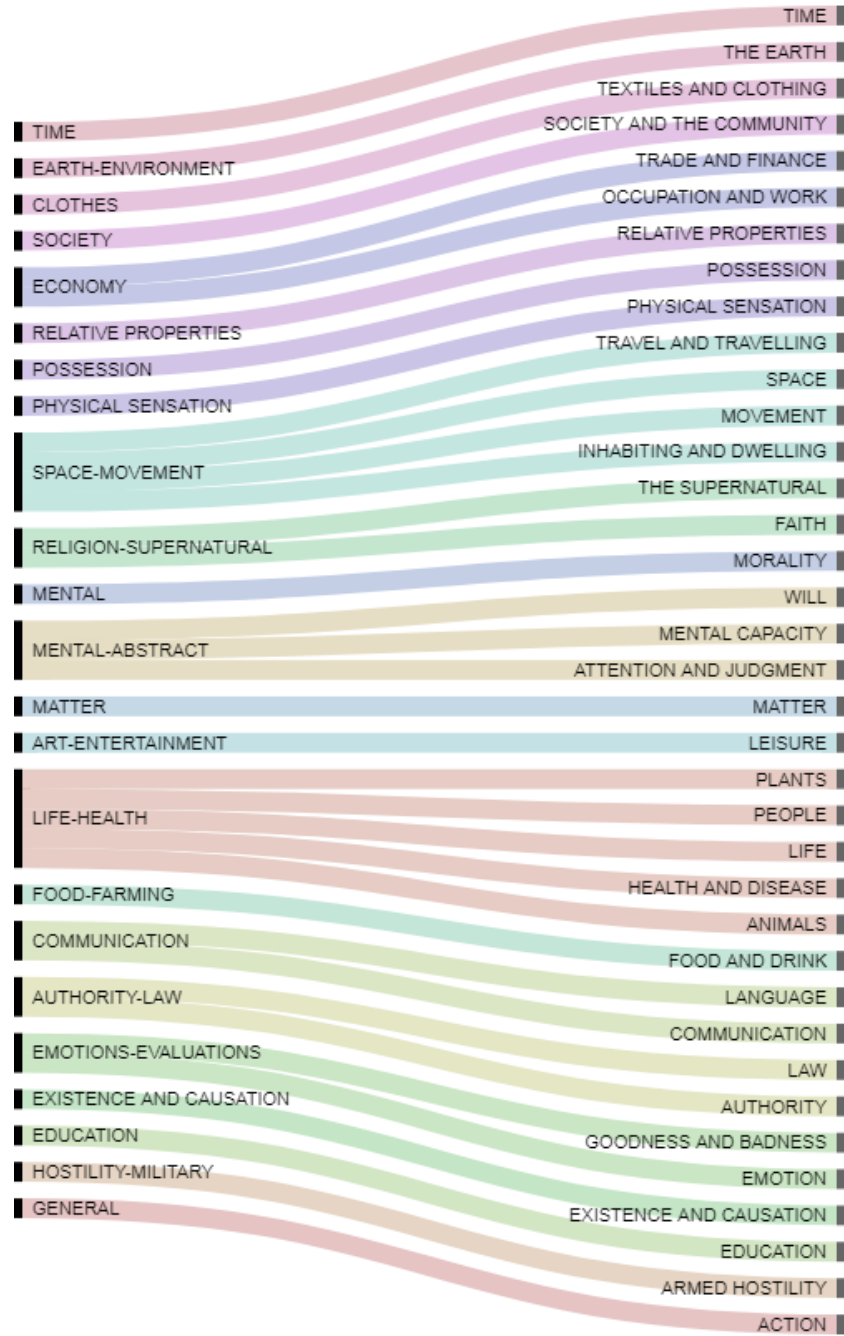 TIME
EARTH-ENVIRONMENT
CLOTHES
SOCIETY
ECONOMY
RELATIVE PROPERTIES
POSSESSION
PHYSICAL SENSATION
SPACE-MOVEMENT
RELIGION-SUPERNATURAL
MENTAL
MENTAL-ABSTRACT
MATTER
ART-ENTERTAINMENT
LIFE-HEALTH
FOOD-FARMING
COMMUNICATION
AUTHORITY-LAW
EMOTIONS-EVALUATIONS
EXISTENCE AND CAUSATION
EDUCATION
HOSTILITY-MILITARY
GENERAL
TIME
THE EARTH
TEXTILES AND CLOTHING
SOCIETY AND THE COMMUNITY
TRADE AND FINANCE
OCCUPATION AND WORK
RELATIVE PROPERTIES
POSSESSION
PHYSICAL SENSATION
TRAVEL AND TRAVELLING
SPACE
MOVEMENT
INHABITING AND DWELLING
THE SUPERNATURAL
FAITH
MORALITY
WILL
MENTAL CAPACITY
ATTENTION AND JUDGMENT
MATTER
LEISURE
PLANTS
PEOPLE
LIFE
HEALTH AND DISEASE
ANIMALS
FOOD AND DRINK
LANGUAGE
COMMUNICATION
LAW
AUTHORITY
GOODNESS AND BADNESS
EMOTION
EXISTENCE AND CAUSATION
EDUCATION
ARMED HOSTILITY
ACTION